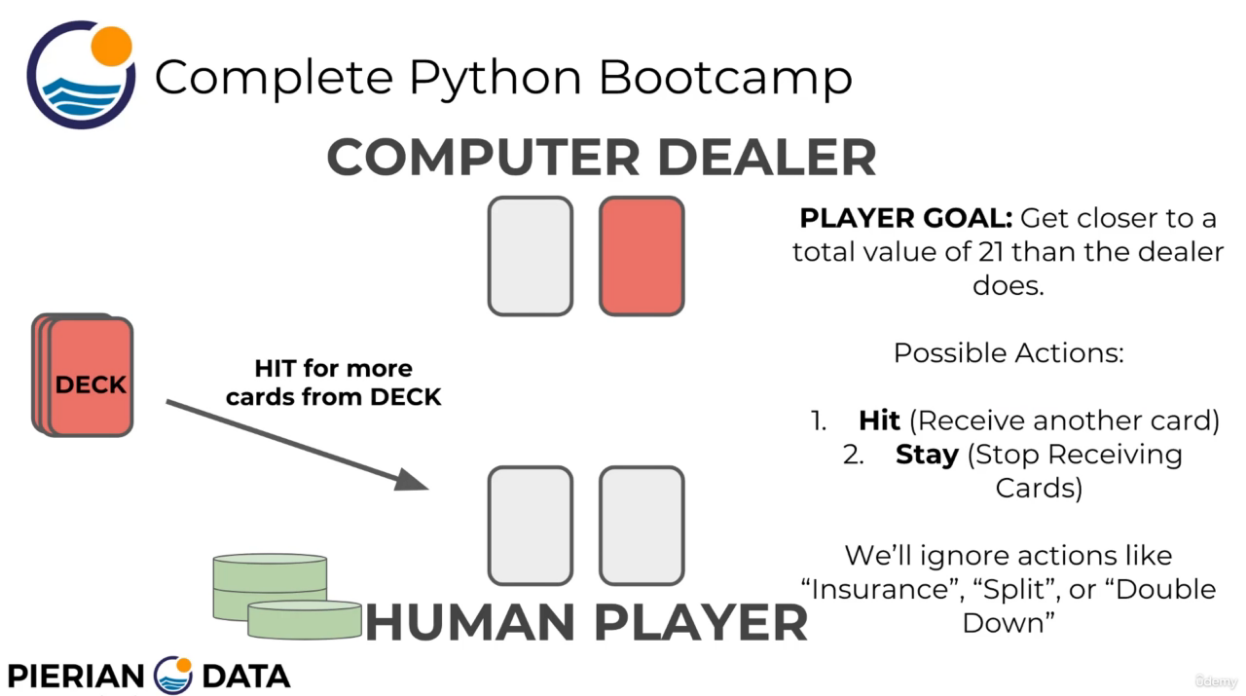 Complete Python Bootcamp
COMPUTER DEALER
PLAYER GOAL: Get closer to a
total value of 21 than the dealer
does.
DECK
HIT for more
cards from DECK
Possible Actions:
1. Hit (Receive another card)
2. Stay (Stop Receiving
Cards)
We’ll ignore actions like
“Insurance”, “Split”, or “Double
Down”
HUMAN PLAYER
PIERIAN DATA
ûdemy